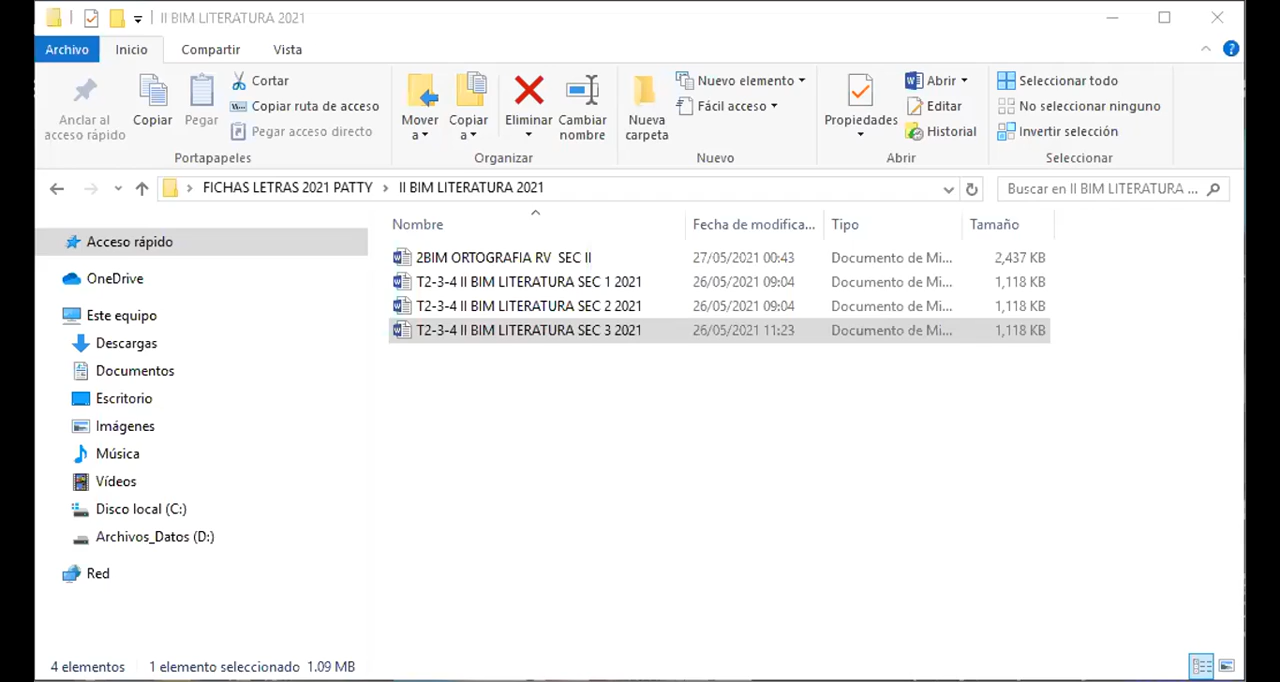 II BIM LITERATURA 2021
Archivo Inicio Compartir Vista
Anclar al acceso rápido Copiar Pegar Cortar Copiar ruta de acceso Pegar acceso directo Mover a Copiar a Eliminar Cambiar nombre Nueva carpeta Nuevo elemento Fácil acceso Propiedades Abrir Editar Historial Seleccionar todo No seleccionar ninguno Invertir selección
Portapapeles Organizar Nuevo Abrir Seleccionar
FICHAS LETRAS 2021 PATTY II BIM LITERATURA 2021 Buscar en II BIM LITERATURA ...
Nombre Fecha de modifica... Tipo Tamaño
Acceso rápido
OneDrive
Este equipo
Descargas
Documentos
Escritorio
Imágenes
Música
Vídeos
Disco local (C:)
Archivos_Datos (D:)
Red
2BIM ORTOGRAFIA RV SEC II 27/05/2021 00:43 Documento de Mi... 2,437 KB
T2-3-4 II BIM LITERATURA SEC 1 2021 26/05/2021 09:04 Documento de Mi... 1,118 KB
T2-3-4 II BIM LITERATURA SEC 2 2021 26/05/2021 09:04 Documento de Mi... 1,118 KB
T2-3-4 II BIM LITERATURA SEC 3 2021 26/05/2021 11:23 Documento de Mi... 1,118 KB
4 elementos 1 elemento seleccionado 1.09 MB